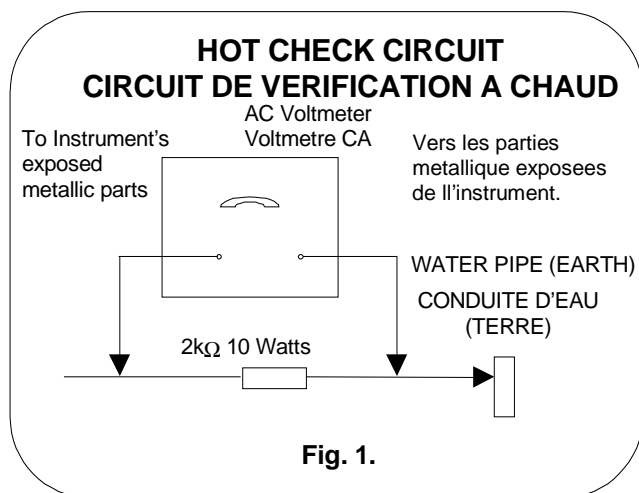 HOT CHECK CIRCUIT
CIRCUIT DE VERIFICATION A CHAUD
AC Voltmeter
Voltmetre CA
To Instrument's
exposed
metallic parts
Vers les parties
metallique exposees
de ll'instrument.
WATER PIPE (EARTH)
CONDUITE D'EAU
(TERRE)
2kΩ 10 Watts
Fig. 1.